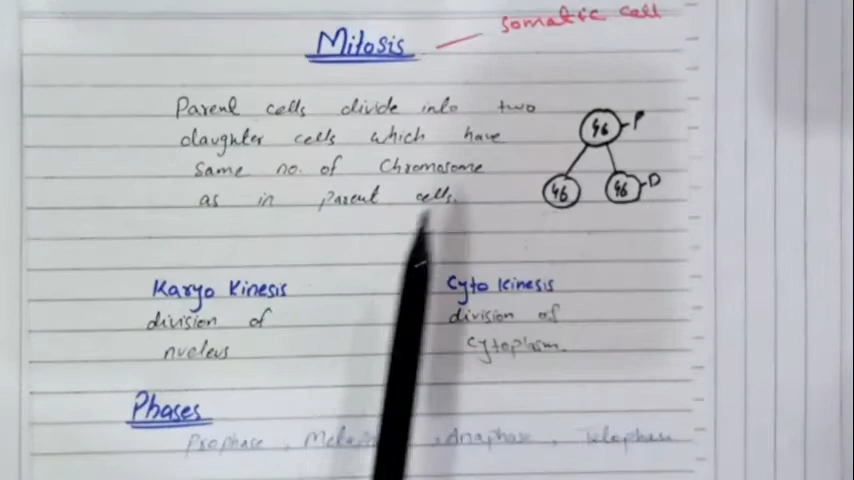 somatic cell
Mitosis
Parent cells divide into two
daughter cells which have
same no. of Chromosome
as in parent cells.
46 P
46 46 D
Karyo Kinesis
division of
nucleus
Cyto kinesis
division of
cytoplasm.
Phases
Prophase, , Anaphase, Telophase